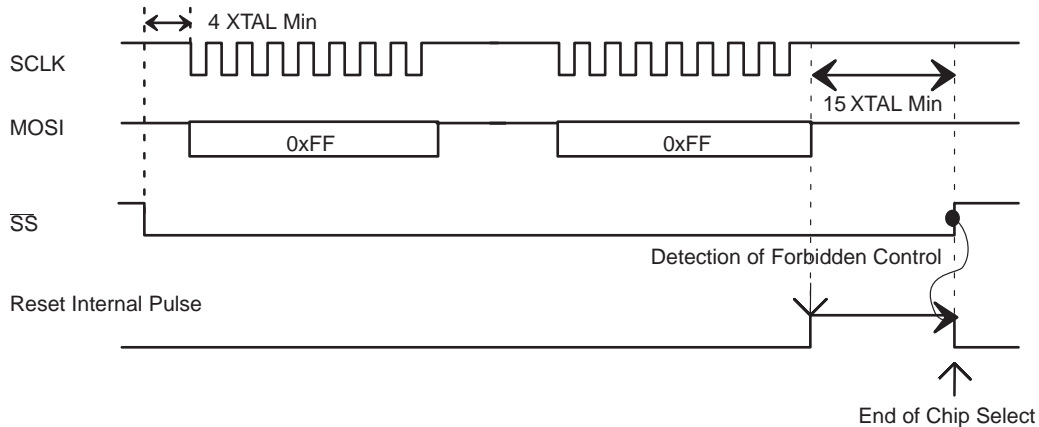 4 XTAL Min
SCLK
15 XTAL Min
MOSI
0xFF
0xFF
SS
Detection of Forbidden Control
Reset Internal Pulse
End of Chip Select